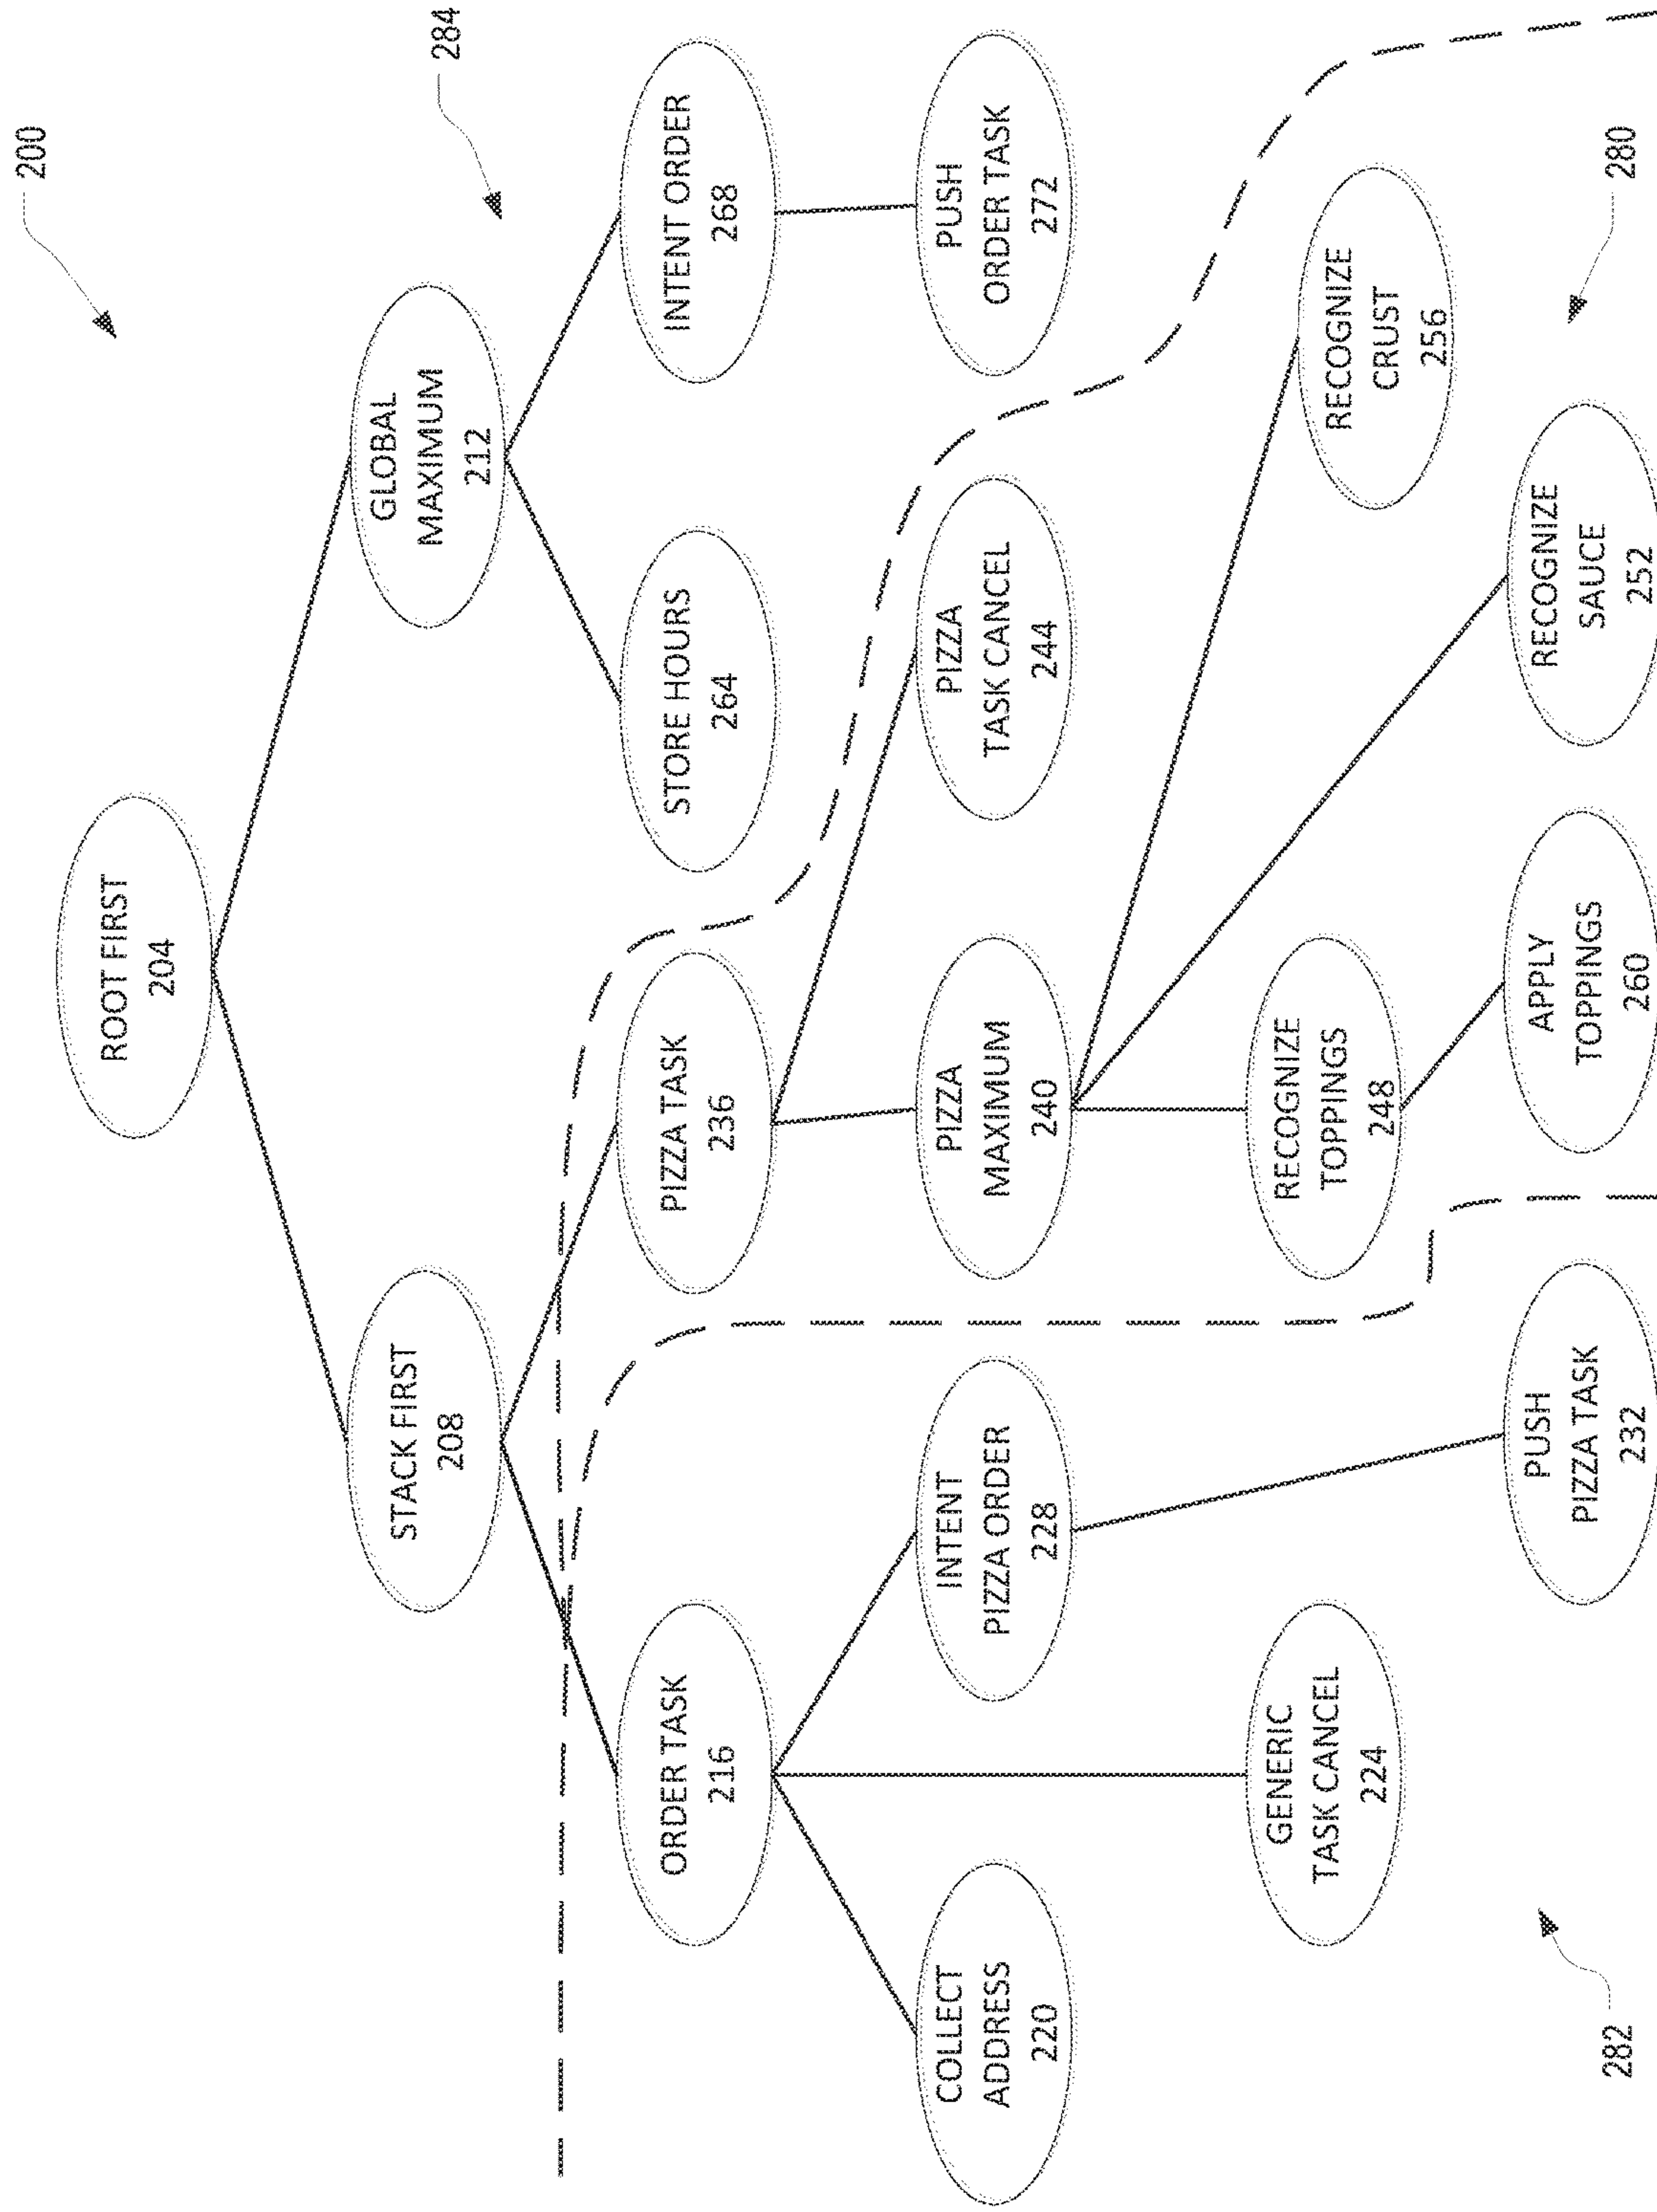 200
284
ROOT FIRST
204
STACK FIRST
208
GLOBAL
MAXIMUM
212
ORDER TASK
216
PIZZA TASK
236
STORE HOURS
264
INTENT ORDER
268
COLLECT
ADDRESS
220
INTENT
PIZZA ORDER
228
PIZZA
MAXIMUM
240
PIZZA
TASK CANCEL
244
PUSH
ORDER TASK
272
GENERIC
TASK CANCEL
224
RECOGNIZE
TOPPINGS
248
RECOGNIZE
CRUST
256
PUSH
PIZZA TASK
232
APPLY
TOPPINGS
260
RECOGNIZE
SAUCE
252
282
280